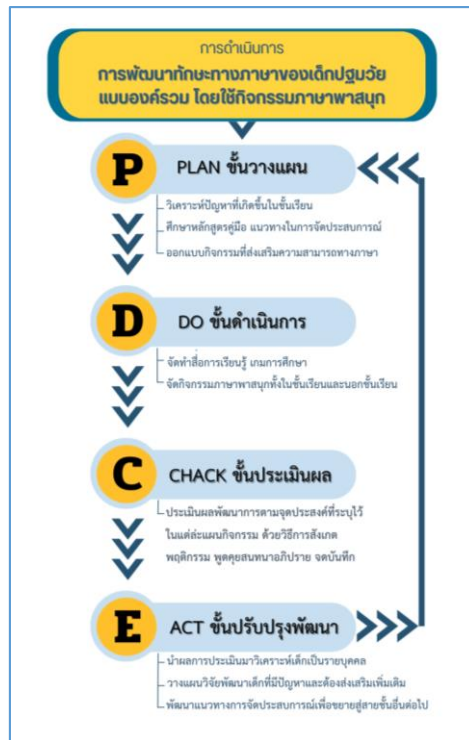 การดำเนินการ
การพัฒนาทักษะทางภาษาของเด็กปฐมวัย
แบบองค์รวม โดยใช้กิจกรรมภาษาพาสนุก
P
PLAN ขั้นวางแผน
วิเคราะห์ปัญหาที่เกิดขึ้นในชั้นเรียน
ศึกษาหลักสูตรคู่มือ แนวทางในการจัดประสบการณ์
ออกแบบกิจกรรมที่ส่งเสริมความสามารถทางภาษา
D
DO ขั้นดำเนินการ
จัดทำสื่อการเรียนรู้ เกมการศึกษา
จัดกิจกรรมภาษาพาสนุกทั้งในชั้นเรียนและนอกชั้นเรียน
C
CHACK ขั้นประเมินผล
ประเมินผลพัฒนาการตามจุดประสงค์ที่ระบุไว้
ในแต่ล่ะแผนกิจกรรม ด้วยวิธีการสังเกต
พฤติกรรม พูดคุยสนทนาอภิปราย จดบันทึก
E
ACT ขั้นปรับปรุงพัฒนา
นำผลการประเมินมาวิเคราะห์เด็กเป็นรายบุคคล
วางแผนวิจัยพัฒนาเด็กที่มีปัญหาและต้องส่งเสริมเพิ่มเติม
พัฒนาแนวทางการจัดประสบการณ์เพื่อขยายสู่สายชั้นอื่นต่อไป